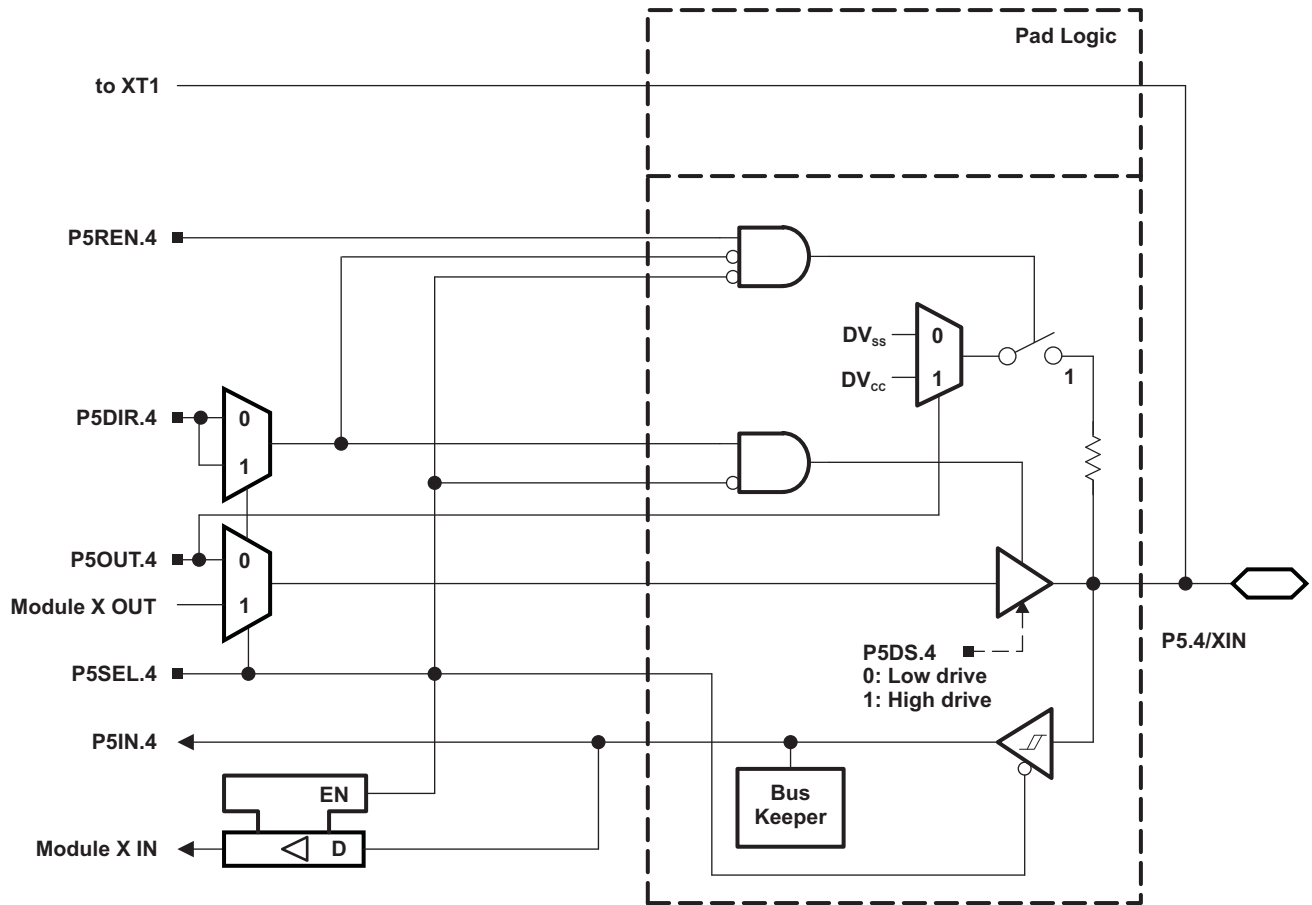 Pad Logic
to XT1
P5REN.4
DVSS
0
DVCC
1
1
P5DIR.4
0
1
P5OUT.4
0
Module X OUT
1
P5DS.4
0: Low drive
1: High drive
P5.4/XIN
P5SEL.4
P5IN.4
Bus
Keeper
EN
Module X IN
D